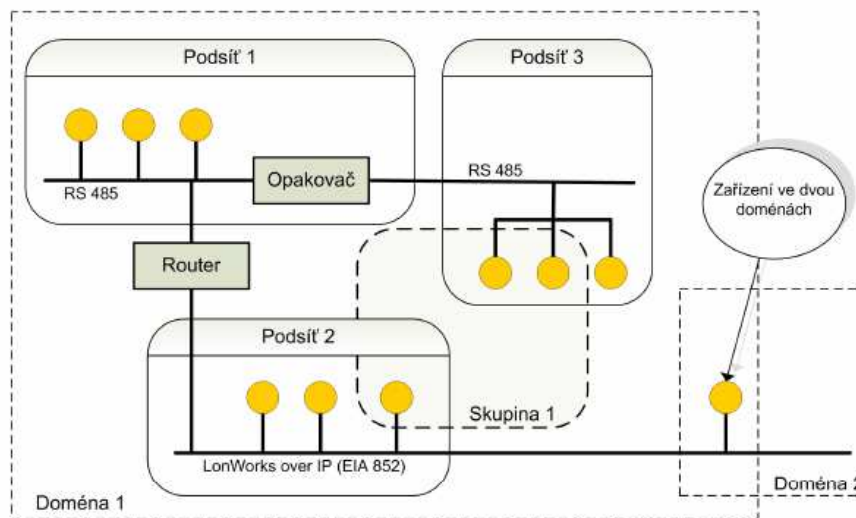 Podsíť 1
Podsíť 3
RS 485
Opakovač
RS 485
Zařízení ve dvou
doménách
Router
Podsíť 2
Skupina 1
LonWorks over IP (EIA 852)
Doména 1
Doména 2